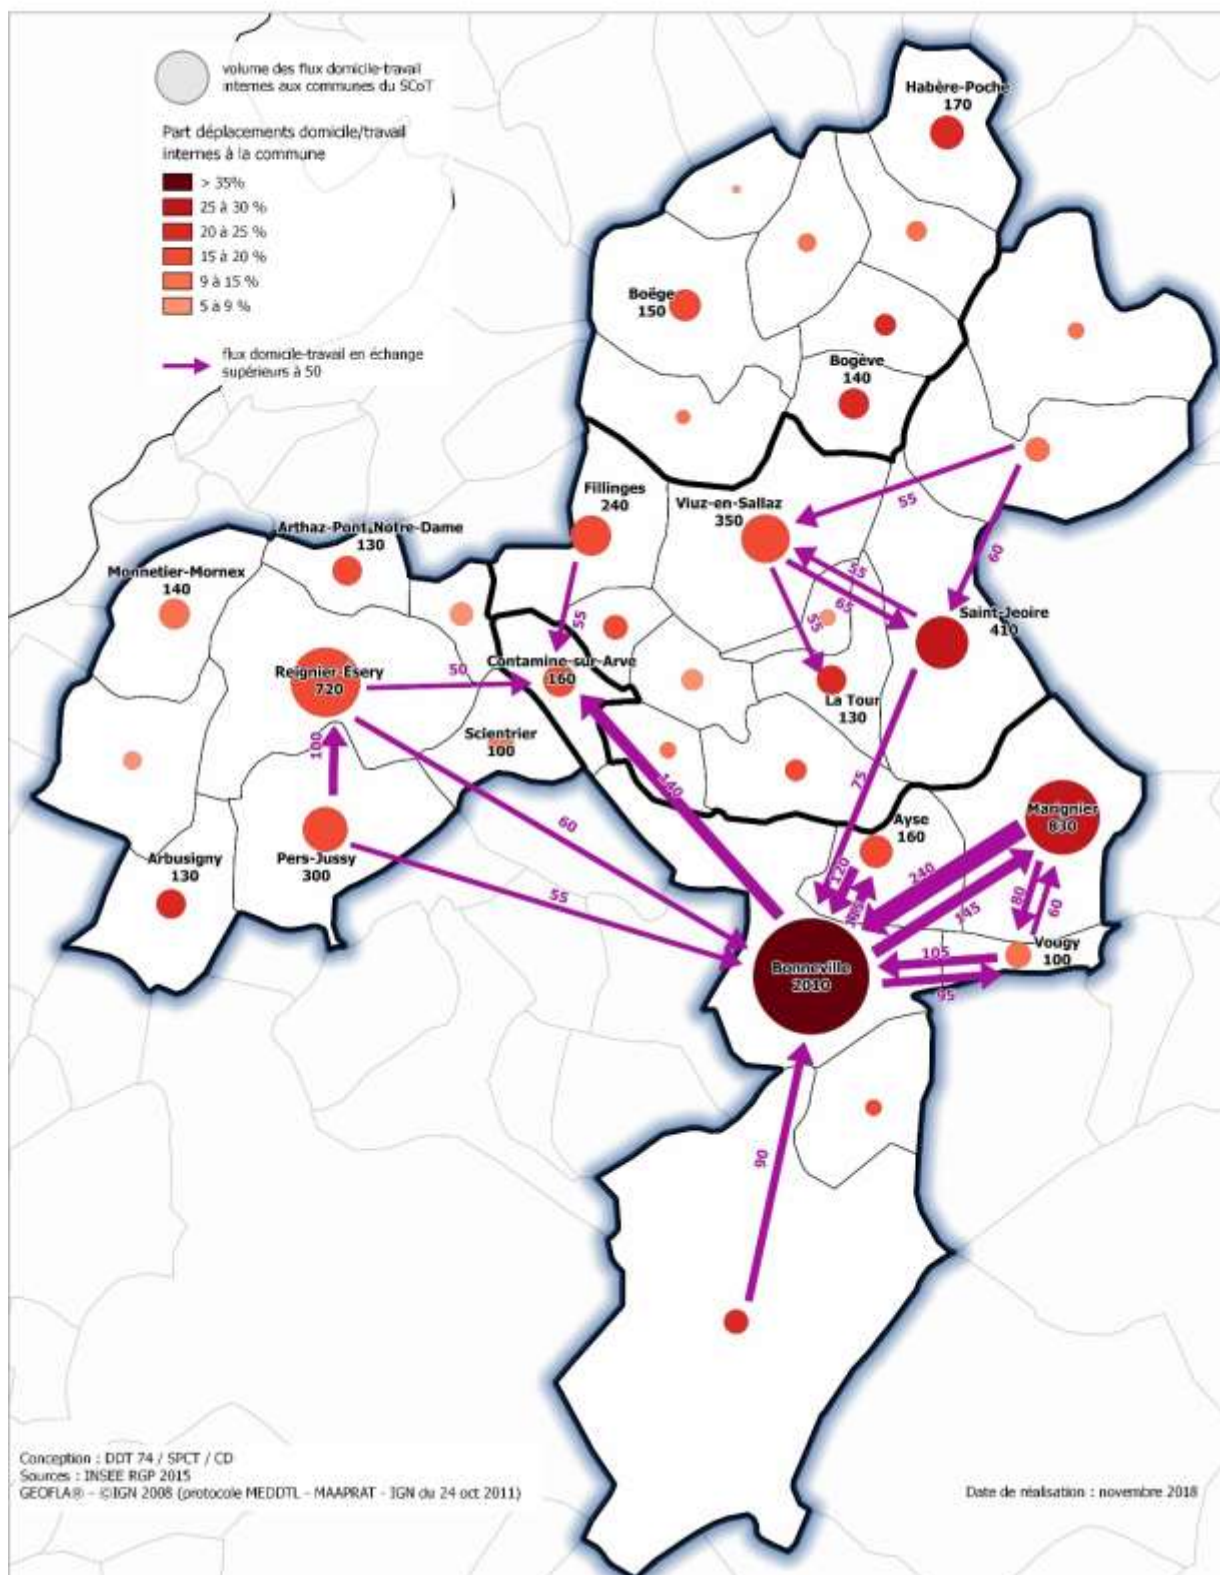 volume des flux domicile-travail
internes aux communes du SCoT
Part déplacements domicile/travail
internes à la commune
> 35%
25 à 30 %
20 à 25 %
15 à 20 %
9 à 15 %
5 à 9 %
flux domicile-travail en échange
supérieurs à 50
Habère-Poche
170
Boëge
150
Bogève
140
Fillinges
240
Viuz-en-Sallaz
350
55
60
Arthaz-Pont-Notre-Dame
130
Monnetier-Mornex
140
55
65
55
55
Saint-Jeoire
410
Contamine-sur-Arve
160
Reignier-Ésery
720
50
La Tour
130
Scientrier
100
100
75
140
Marignier
830
Ayse
160
60
Arbusigny
130
Pers-Jussy
300
120
240
145
180
60
55
Vougy
100
105
95
Bonneville
2010
90
Conception : DDT 74 / SPCT / CD
Sources : INSEE RGP 2015
GEOFLA® - ©IGN 2008 (protocole MEDDTL - MAAPRAT - IGN du 24 oct 2011)
Date de réalisation : novembre 2018